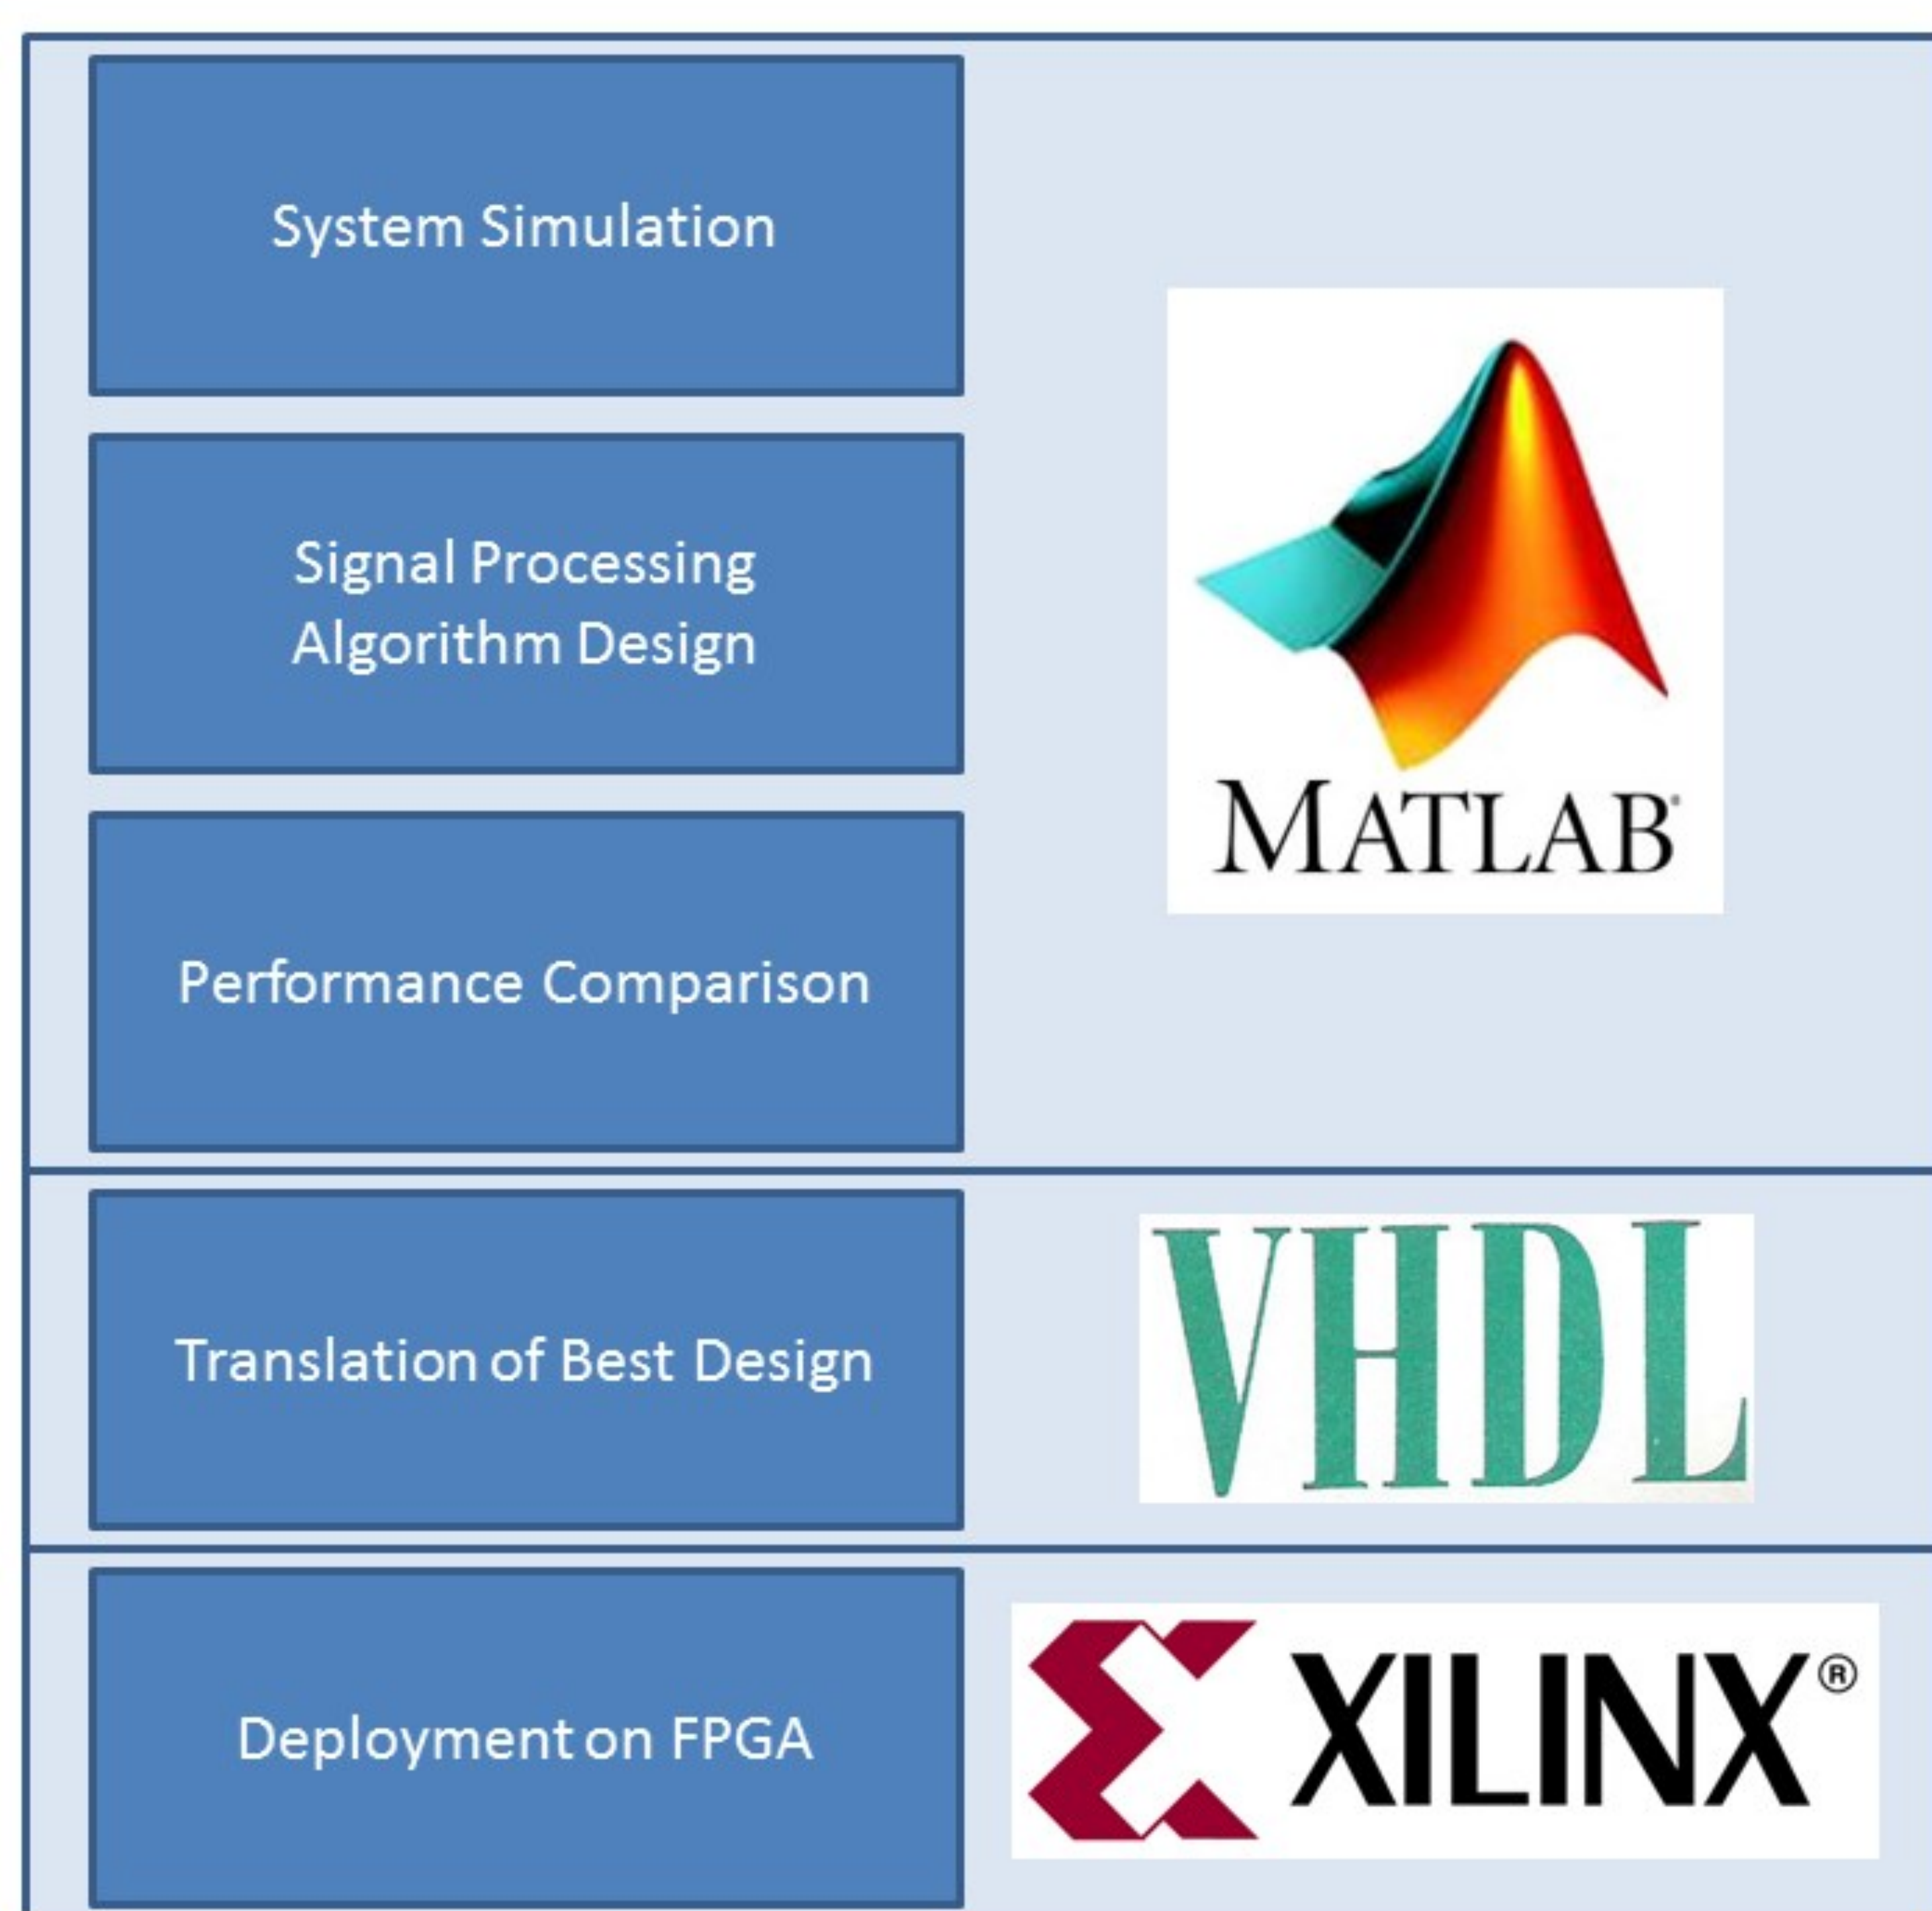 System Simulation
Signal Processing
Algorithm Design
MATLAB®
Performance Comparison
Translation of Best Design
VHDL
Deployment on FPGA
XILINX®